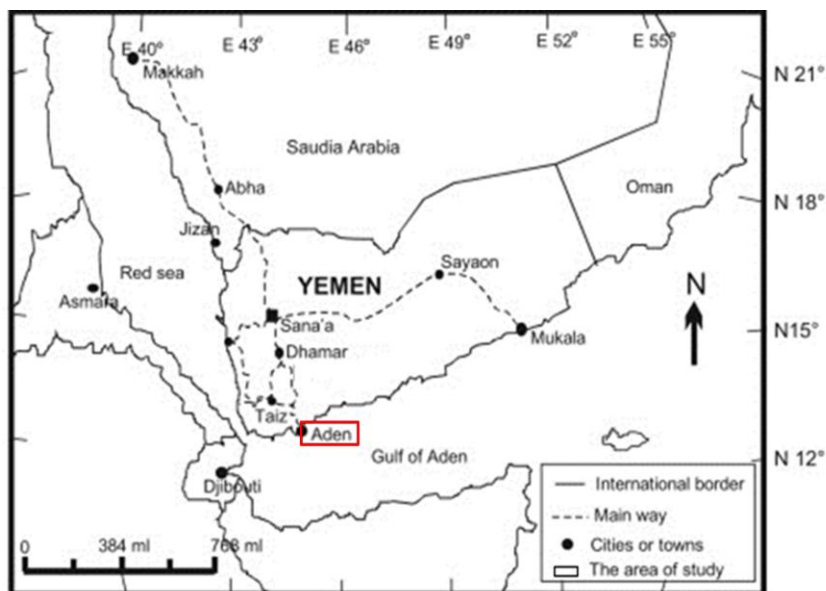 E 40° E 43° E 46° E 49° E 52° E 55°
Makkah
N 21°
Saudia Arabia
Abha
Oman
N 18°
Jizan
Red sea
Sayaon
YEMEN
N
Asmara
Sana'a
N15°
Mukala
Dhamar
Taiz
Aden
Gulf of Aden
N 12°
Djibouti
International border
Main way
Cities or towns
The area of study
0 384 ml 768 ml